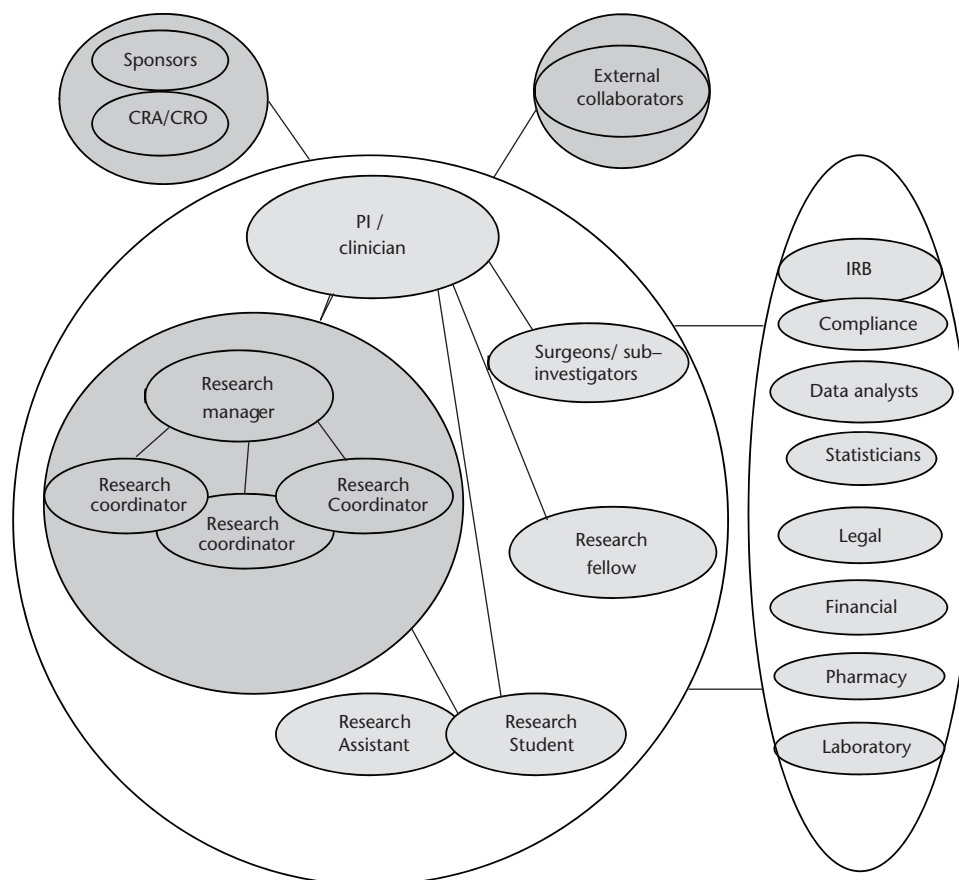 Sponsors
CRA/CRO
External
collaborators
PI /
clinician
Research
manager
Research
coordinator
Research
coordinator
Research
Coordinator
Surgeons/ sub–
investigators
Research
fellow
Research
Assistant
Research
Student
IRB
Compliance
Data analysts
Statisticians
Legal
Financial
Pharmacy
Laboratory